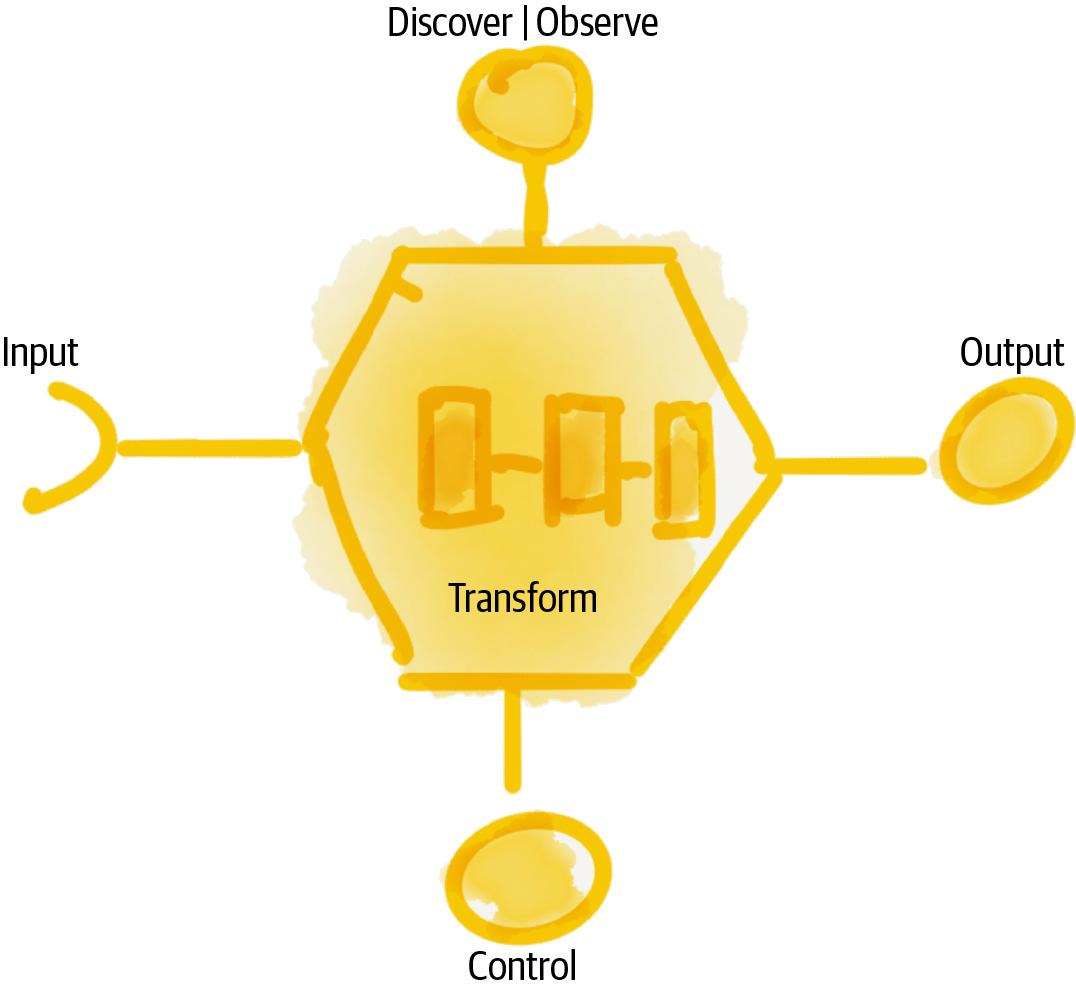 Discover | Observe
Input
Output
Transform
Control